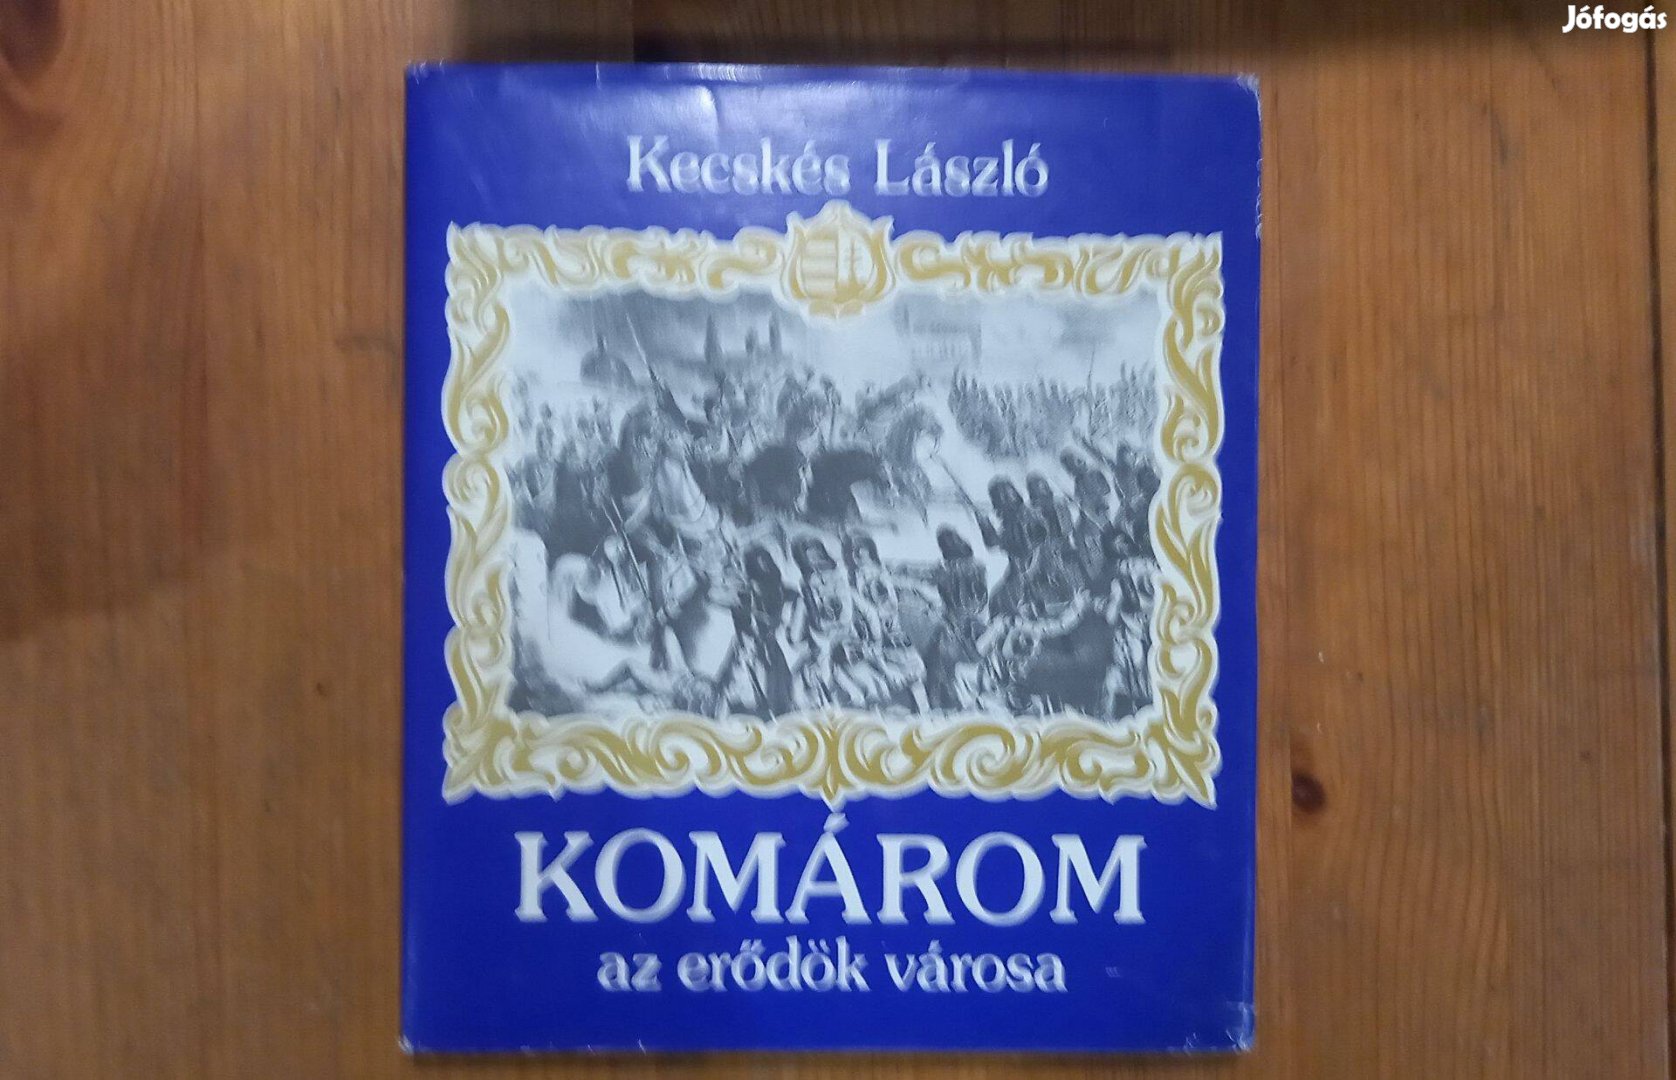 Jófogás
Kecskés László
KOMÁROM
az erődök városa